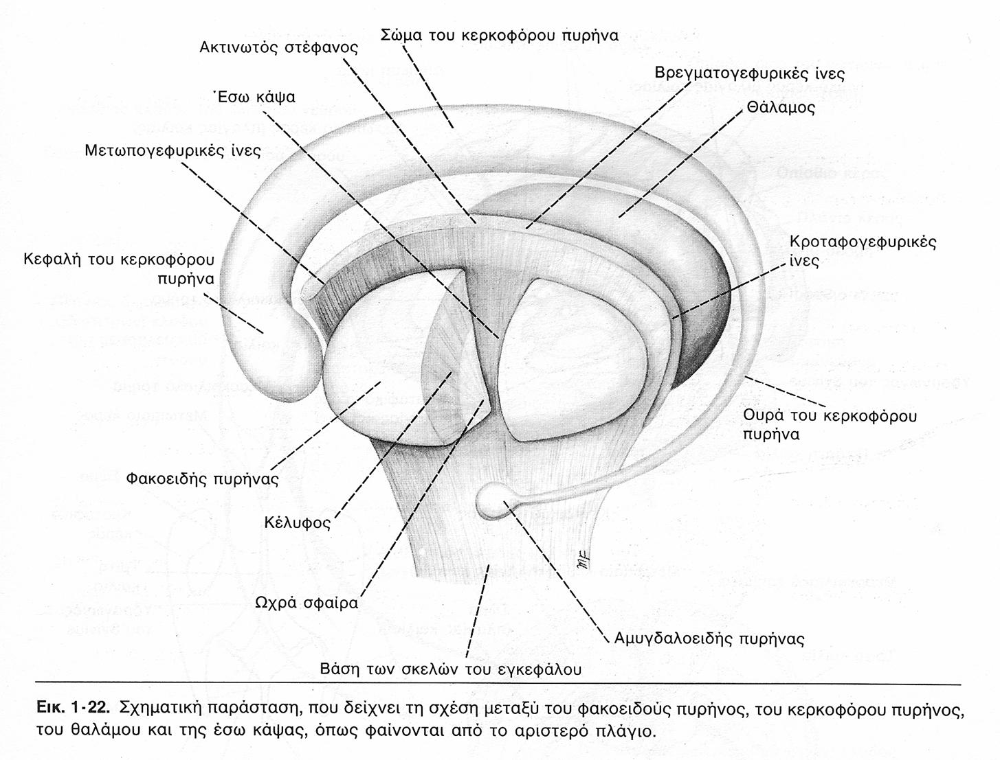 Σώμα του κερκοφόρου πυρήνα
Ακτινωτός στέφανος
Βρεγματογεφυρικές ίνες
Έσω κάψα
Θάλαμος
Μετωπογεφυρικές ίνες
Κροταφογεφυρικές
ίνες
Κεφαλή του κερκοφόρου
πυρήνα
Ουρά του κερκοφόρου
πυρήνα
Φακοειδής πυρήνας
Κέλυφος
Ωχρά σφαίρα
Αμυγδαλοειδής πυρήνας
Βάση των σκελών του εγκεφάλου
Εικ. 1-22. Σχηματική παράσταση, που δείχνει τη σχέση μεταξύ του φακοειδούς πυρήνος, του κερκοφόρου πυρήνος,
του θαλάμου και της έσω κάψας, όπως φαίνονται από το αριστερό πλάγιο.